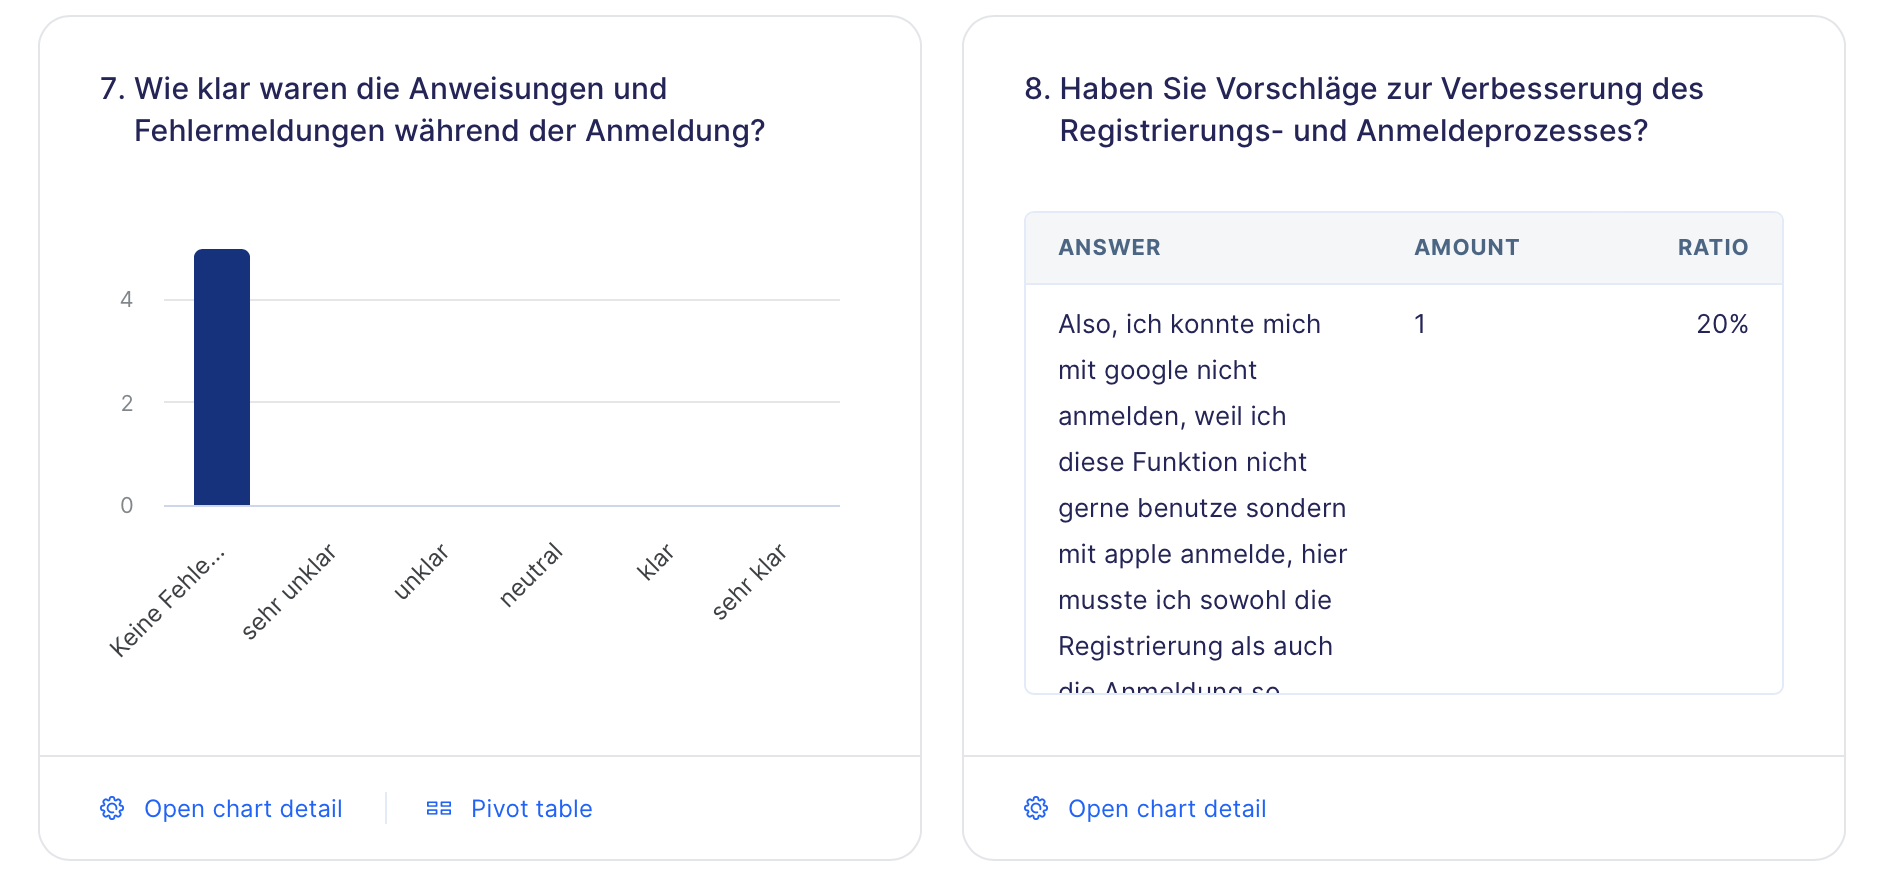 7. Wie klar waren die Anweisungen und
Fehlermeldungen während der Anmeldung?
4
2
0
Keine Fehle...
sehr unklar
unklar
neutral
klar
sehr klar
Open chart detail
Pivot table
8. Haben Sie Vorschläge zur Verbesserung des
Registrierungs- und Anmeldeprozesses?
ANSWER AMOUNT RATIO
Also, ich konnte mich 1 20%
mit google nicht
anmelden, weil ich
diese Funktion nicht
gerne benutze sondern
mit apple anmelde, hier
musste ich sowohl die
Registrierung als auch
die Anmeldung so
Open chart detail